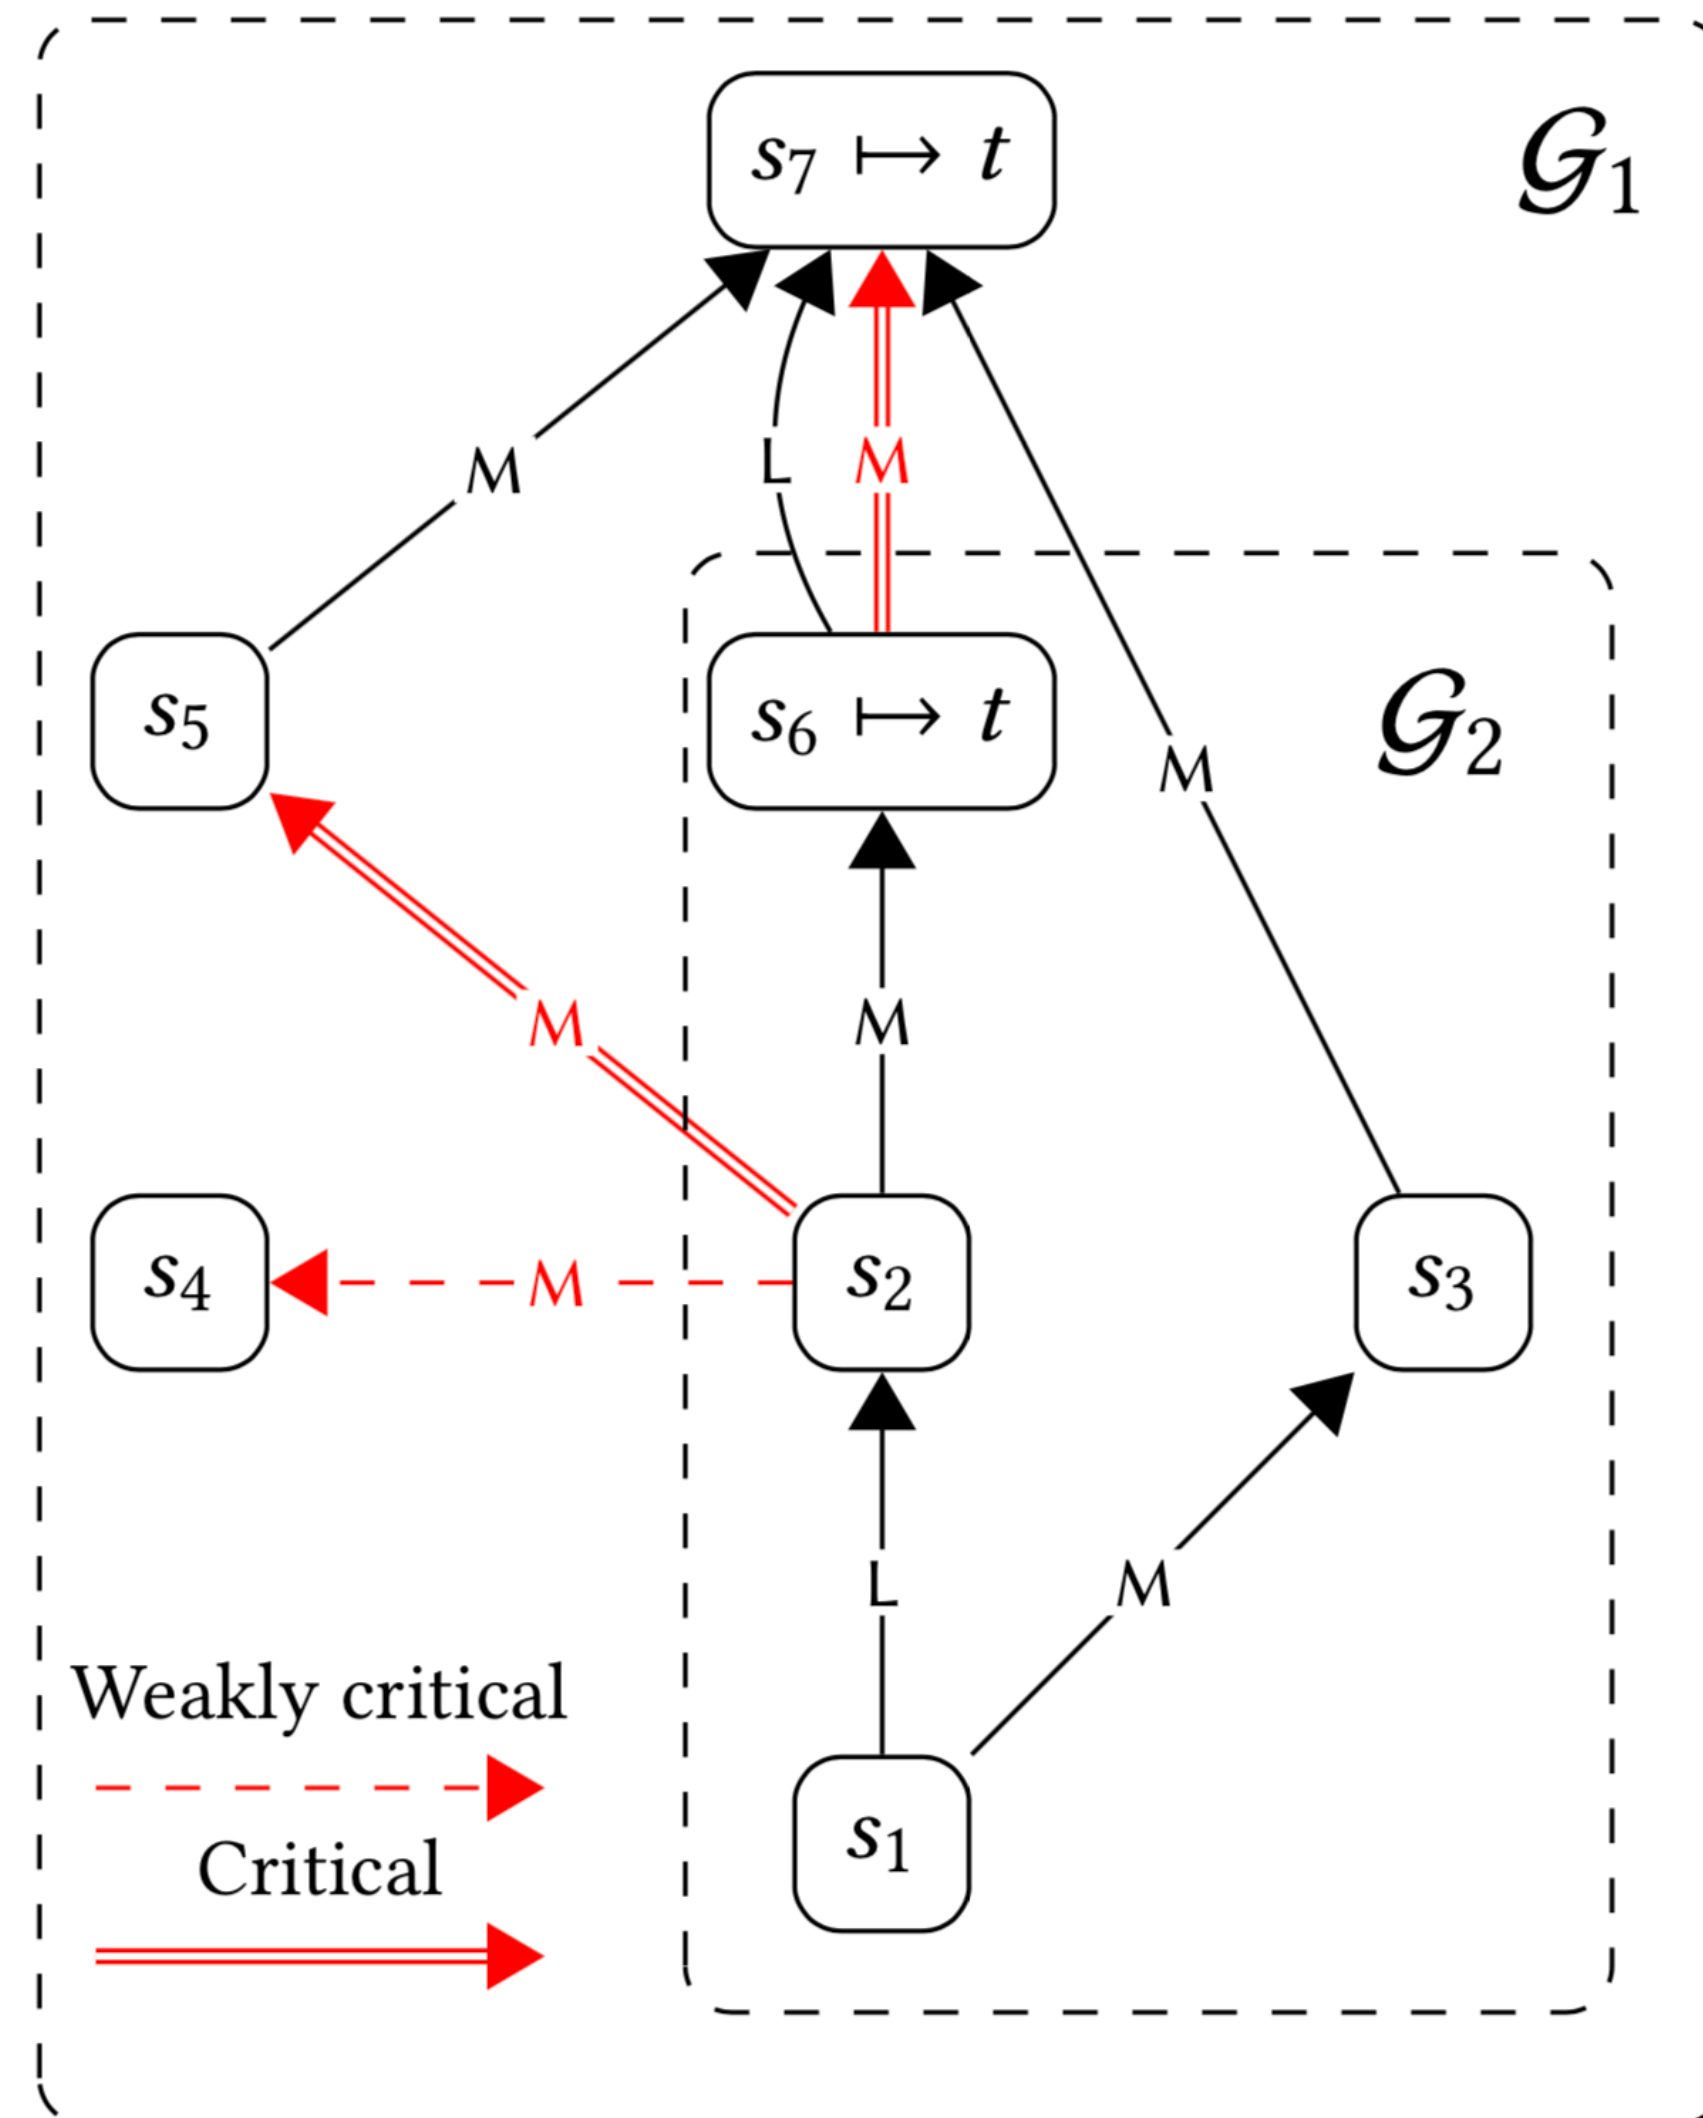 s7 ↦ t
𝒢1
M
L
M
s5
s6 ↦ t
M
𝒢2
M
M
s4
M
s2
s3
L
M
Weakly critical
s1
Critical